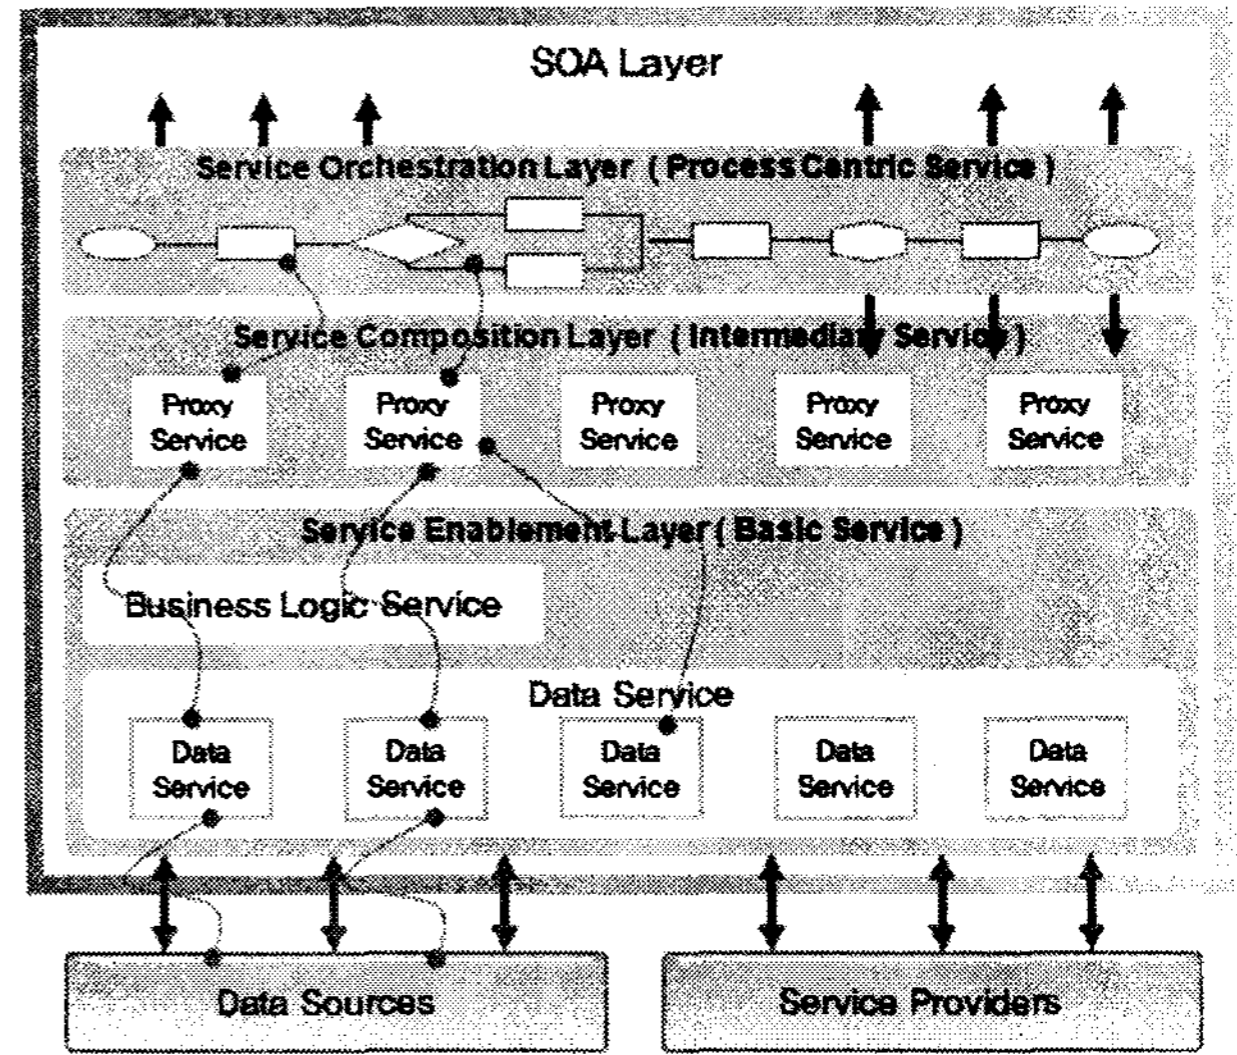 SOA Layer
Service Orchestration Layer ( Process Centric Service )
Service Composition Layer ( Intermediary Service )
Proxy
Service
Proxy
Service
Proxy
Service
Proxy
Service
Proxy
Service
Service Enablement Layer ( Basic Service )
Business Logic Service
Data Service
Data
Service
Data
Service
Data
Service
Data
Service
Data
Service
Data Sources
Service Providers